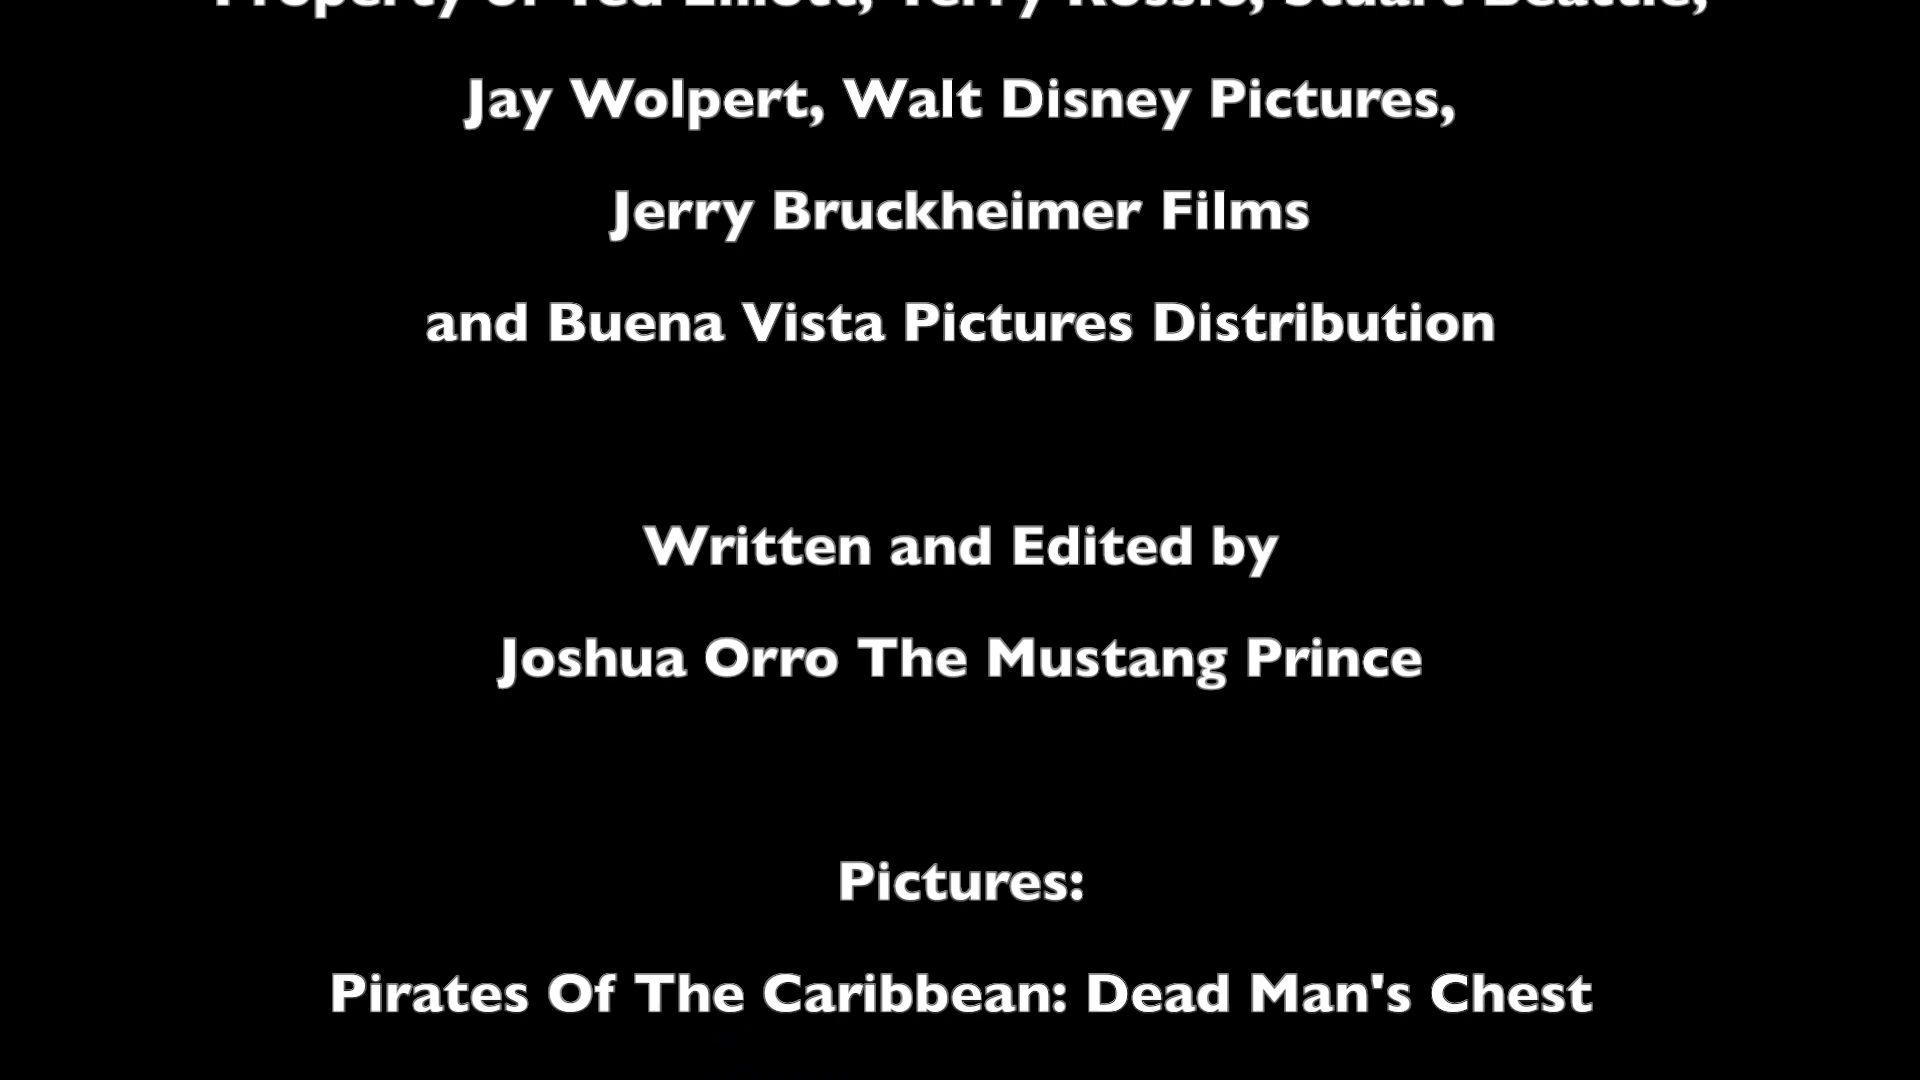 Property of Ted Elliott, Terry Rossio, Stuart Beattie,
Jay Wolpert, Walt Disney Pictures,
Jerry Bruckheimer Films
and Buena Vista Pictures Distribution
Written and Edited by
Joshua Orro The Mustang Prince
Pictures:
Pirates Of The Caribbean: Dead Man's Chest